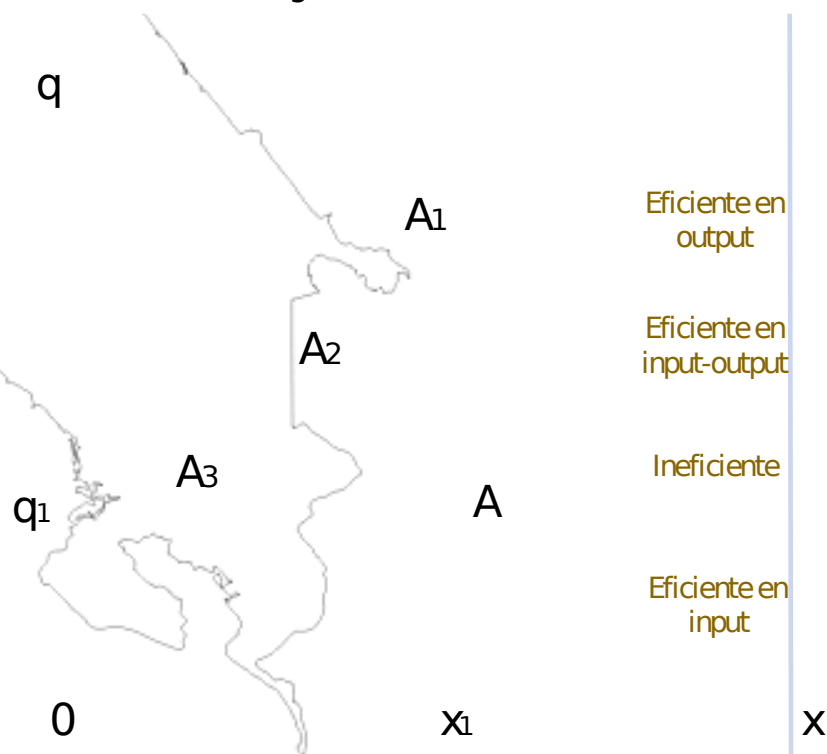 q
A1
Eficiente en
output
A2
Eficiente en
input-output
A3
Ineficiente
q1
A
Eficiente en
input
0
x1
x